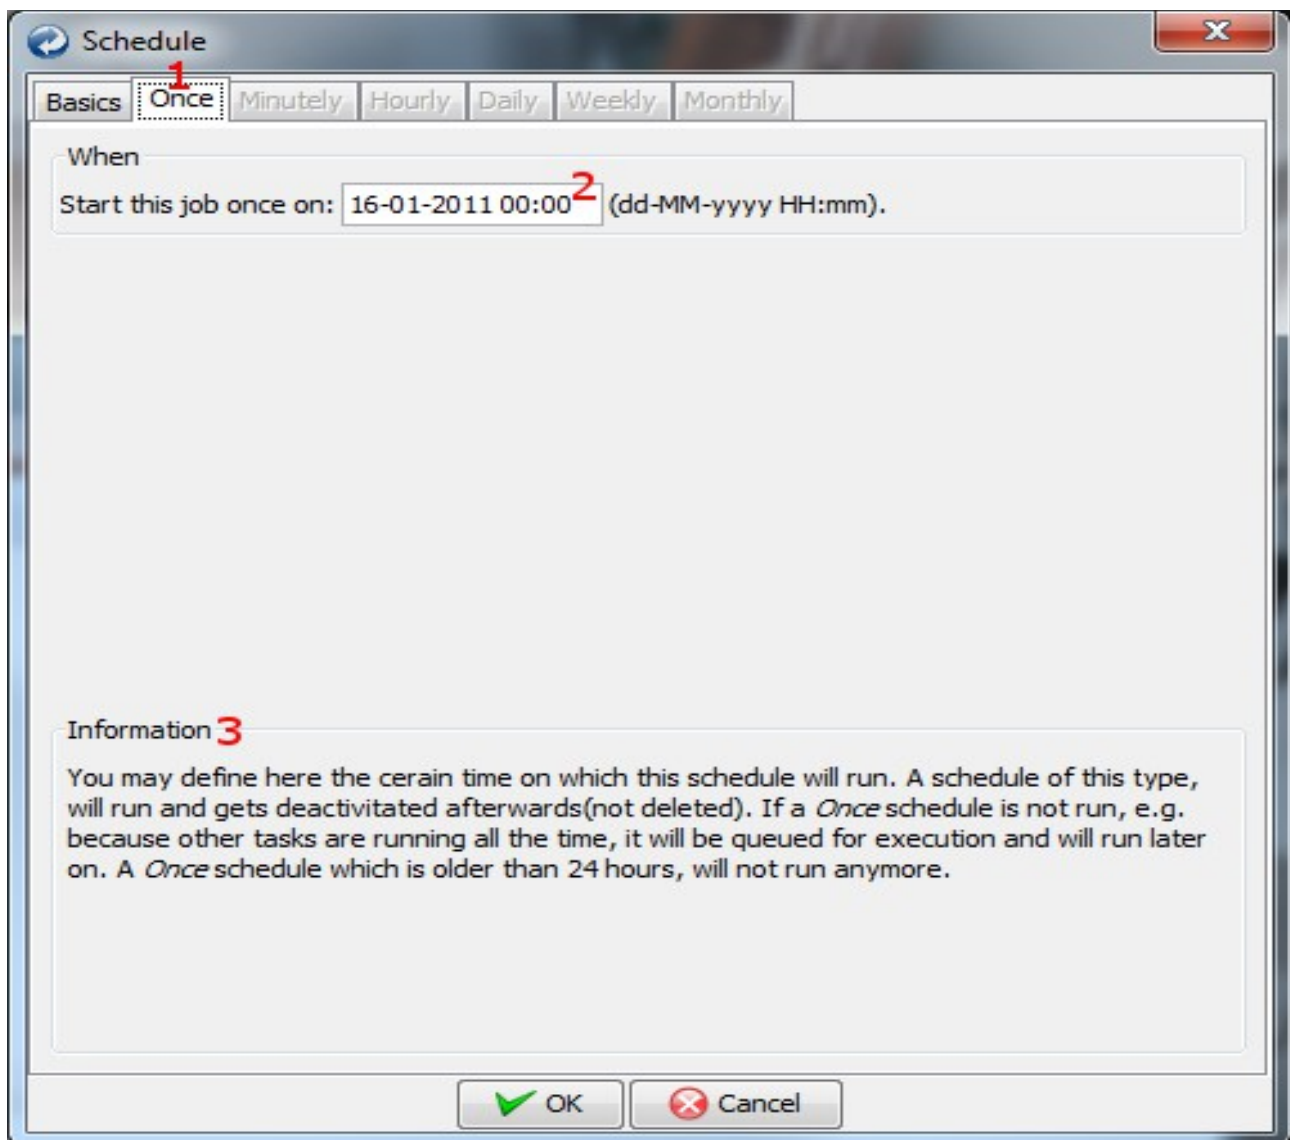 Schedule
1
Basics Once Minutely Hourly Daily Weekly Monthly
When
Start this job once on: 16-01-2011 00:00 2 (dd-MM-yyyy HH:mm).
Information 3
You may define here the cerain time on which this schedule will run. A schedule of this type,
will run and gets deactivitated afterwards(not deleted). If a Once schedule is not run, e.g.
because other tasks are running all the time, it will be queued for execution and will run later
on. A Once schedule which is older than 24 hours, will not run anymore.
OK Cancel